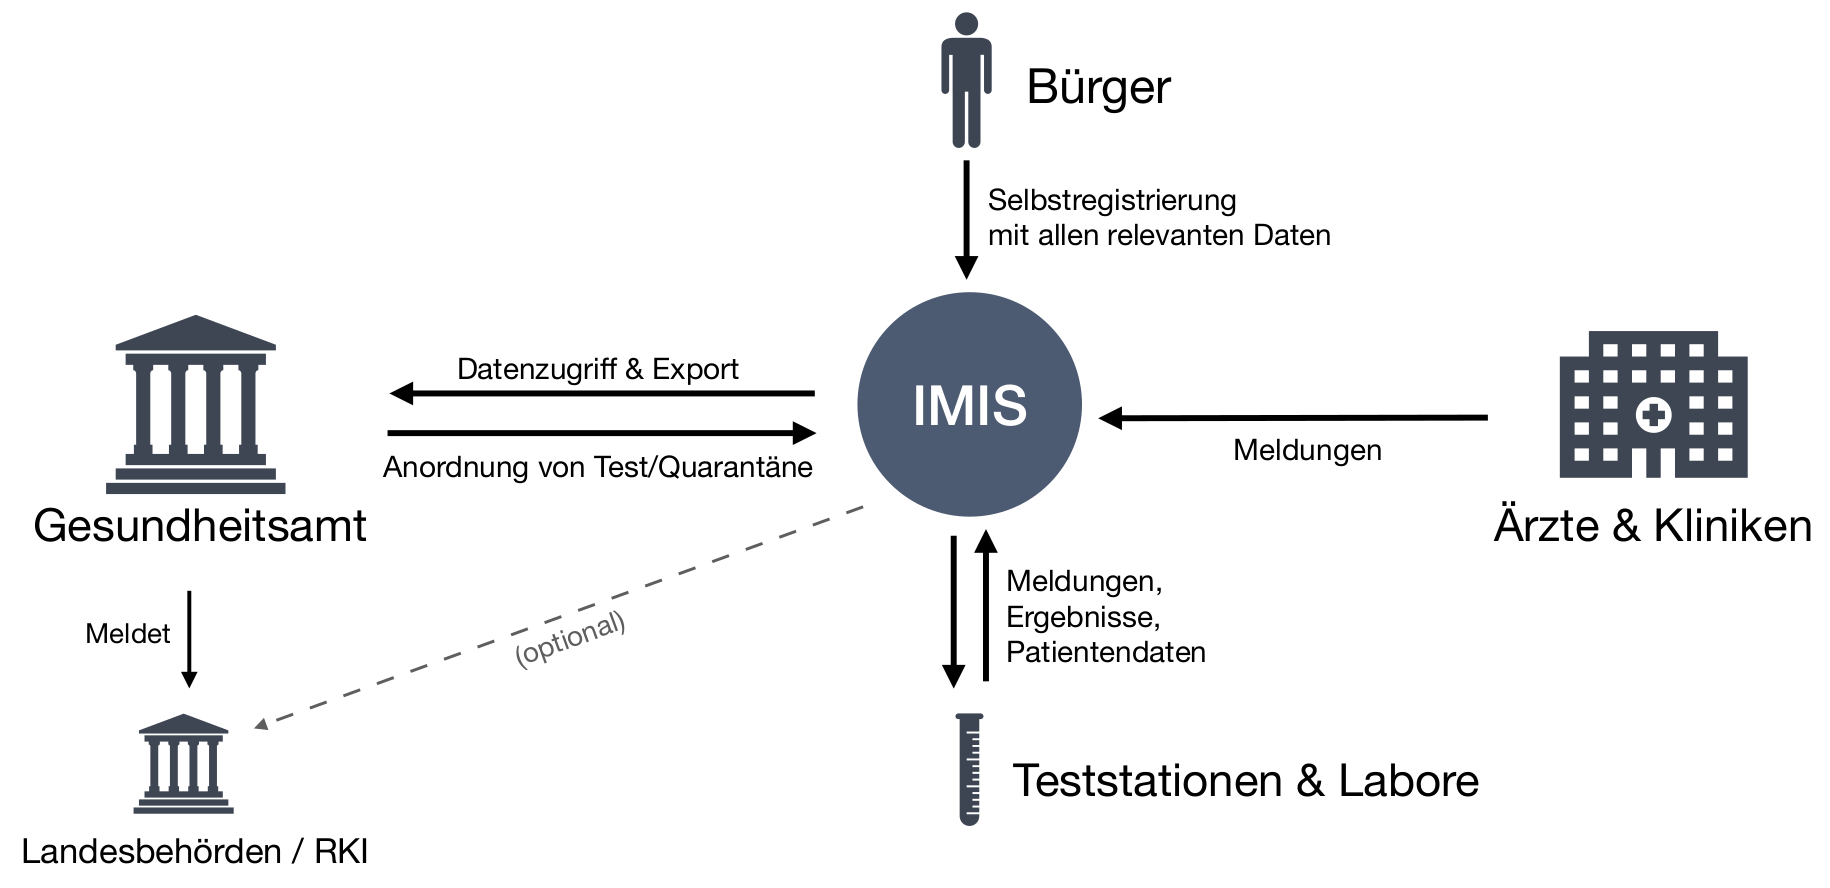 Bürger
Selbstregistrierung
mit allen relevanten Daten
Datenzugriff & Export
IMIS
Anordnung von Test/Quarantäne
Meldungen
Gesundheitsamt
Ärzte & Kliniken
Meldet
(optional)
Meldungen,
Ergebnisse,
Patientendaten
Teststationen & Labore
Landesbehörden / RKI